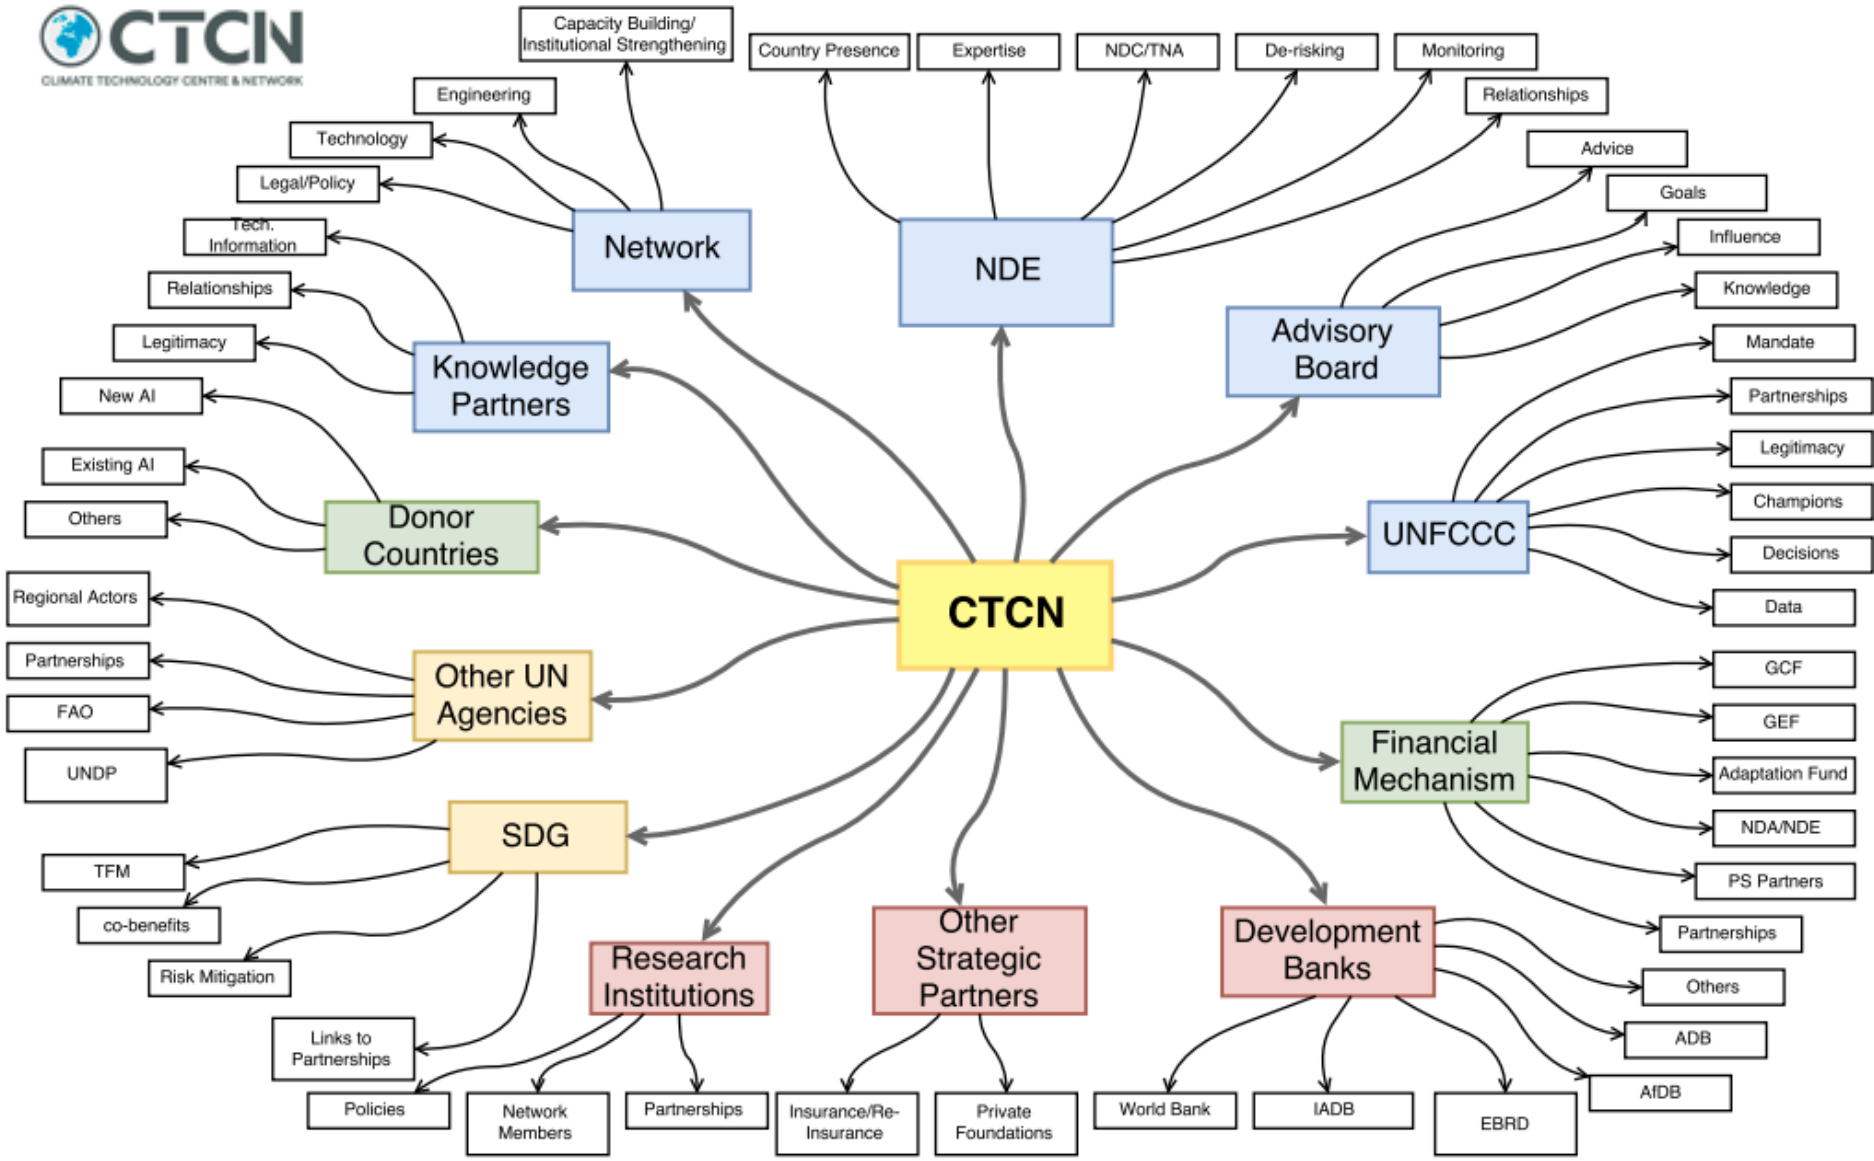 CTCN
CLIMATE TECHNOLOGY CENTRE & NETWORK
Capacity Building/
Institutional Strengthening
Country Presence
Expertise
NDC/TNA
De-risking
Monitoring
Engineering
Relationships
Technology
Advice
Legal/Policy
Goals
Tech.
Information
Network
NDE
Influence
Relationships
Knowledge
Legitimacy
Knowledge
Partners
Advisory
Board
Mandate
New AI
Partnerships
Existing AI
Legitimacy
Others
Donor
Countries
UNFCCC
Champions
Decisions
Regional Actors
CTCN
Data
Partnerships
Other UN
Agencies
GCF
FAO
GEF
UNDP
Financial
Mechanism
Adaptation Fund
SDG
NDA/NDE
TFM
PS Partners
co-benefits
Partnerships
Risk Mitigation
Research
Institutions
Other
Strategic
Partners
Development
Banks
Others
Links to
Partnerships
ADB
AfDB
Policies
Network
Members
Partnerships
Insurance/Re-
Insurance
Private
Foundations
World Bank
IADB
EBRD